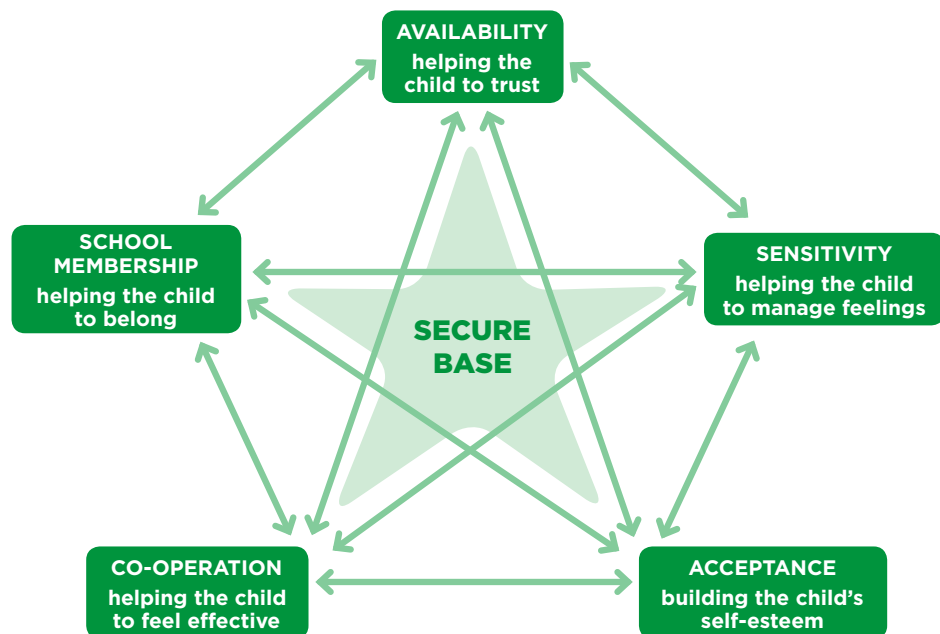 AVAILABILITY
helping the
child to trust
SCHOOL
MEMBERSHIP
helping the child
to belong
SENSITIVITY
helping the child
to manage feelings
SECURE
BASE
CO-OPERATION
helping the child
to feel effective
ACCEPTANCE
building the child’s
self-esteem